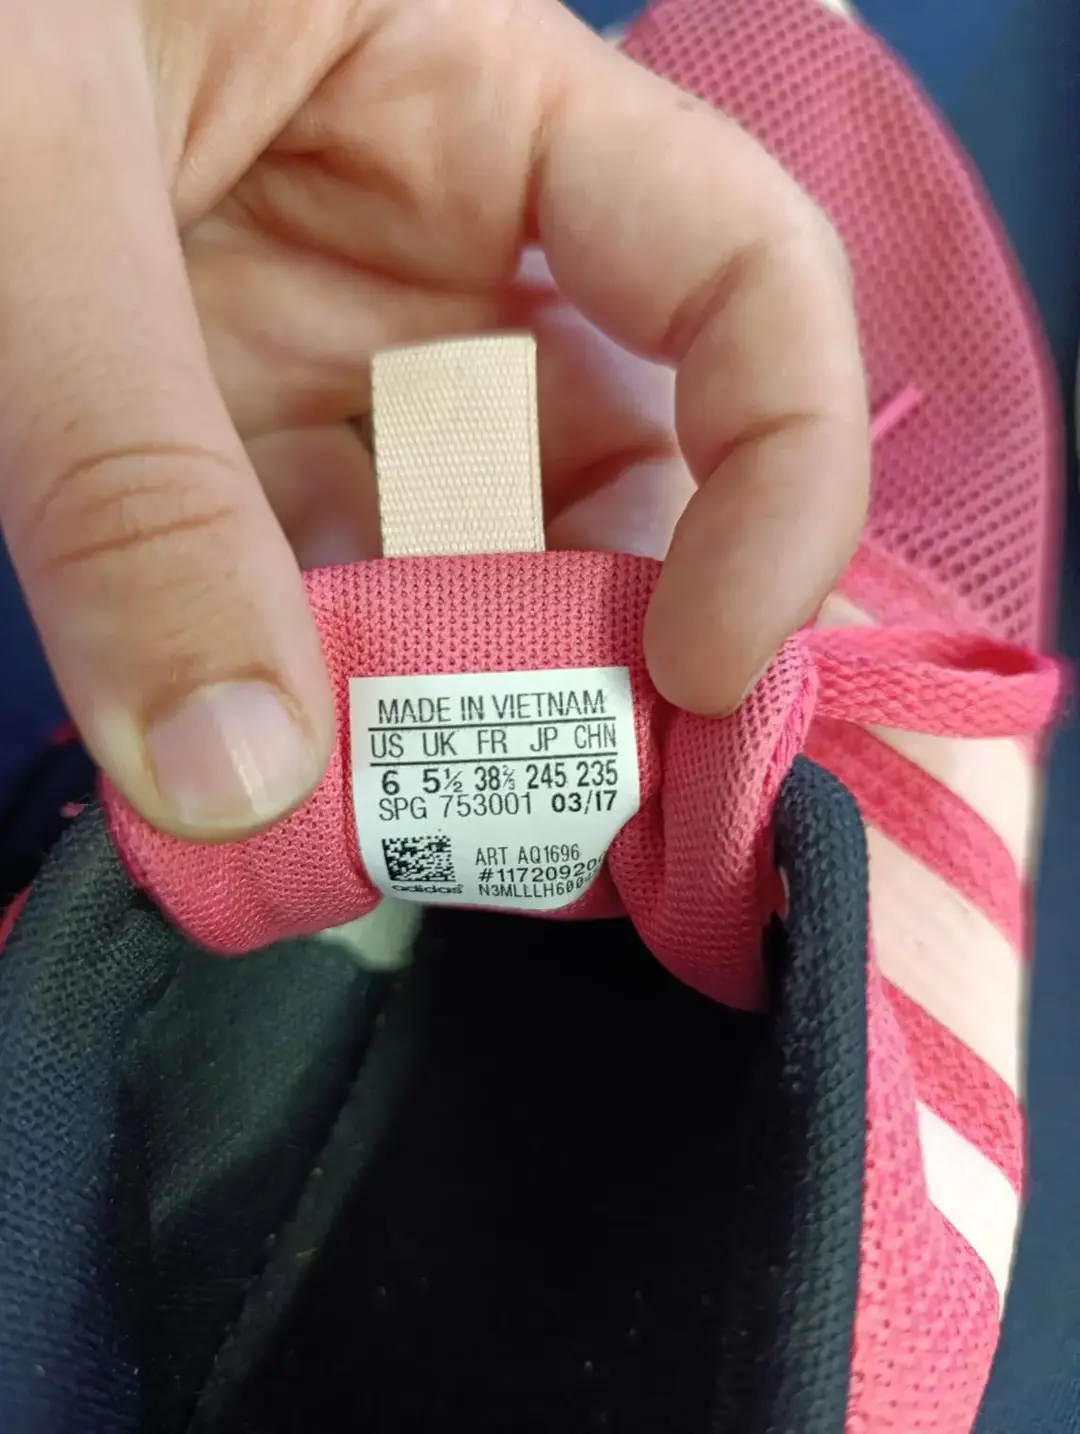 MADE IN VIETNAM
US UK FR JP CHN
6 5½ 38⅔ 245 235
SPG 753001 03/17
ART AQ1696
adidas